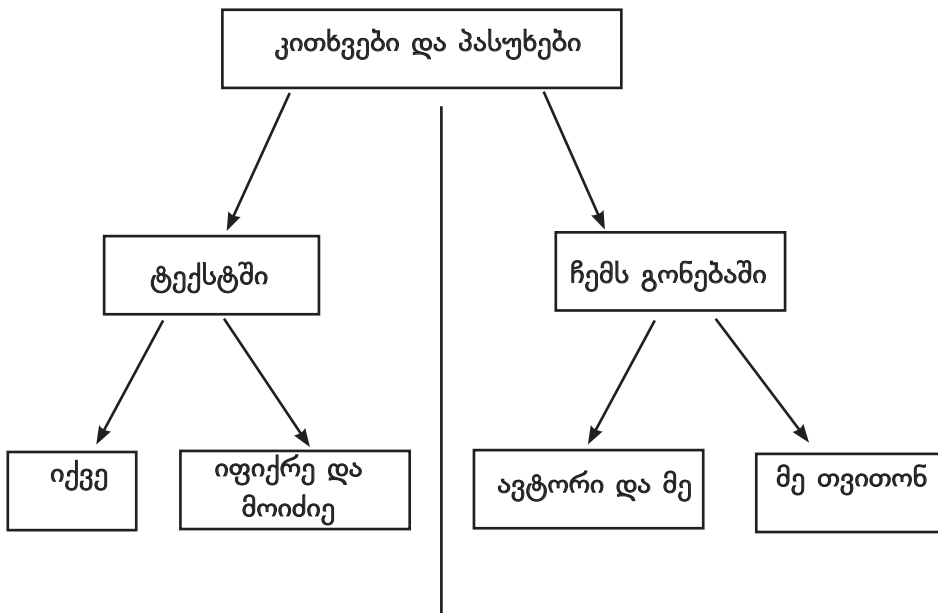 კითხვები და პასუხები
ტექსტში
ჩემს გონებაში
იქვე
იფიქრე და
მოიძიე
ავტორი და მე
მე თვითონ